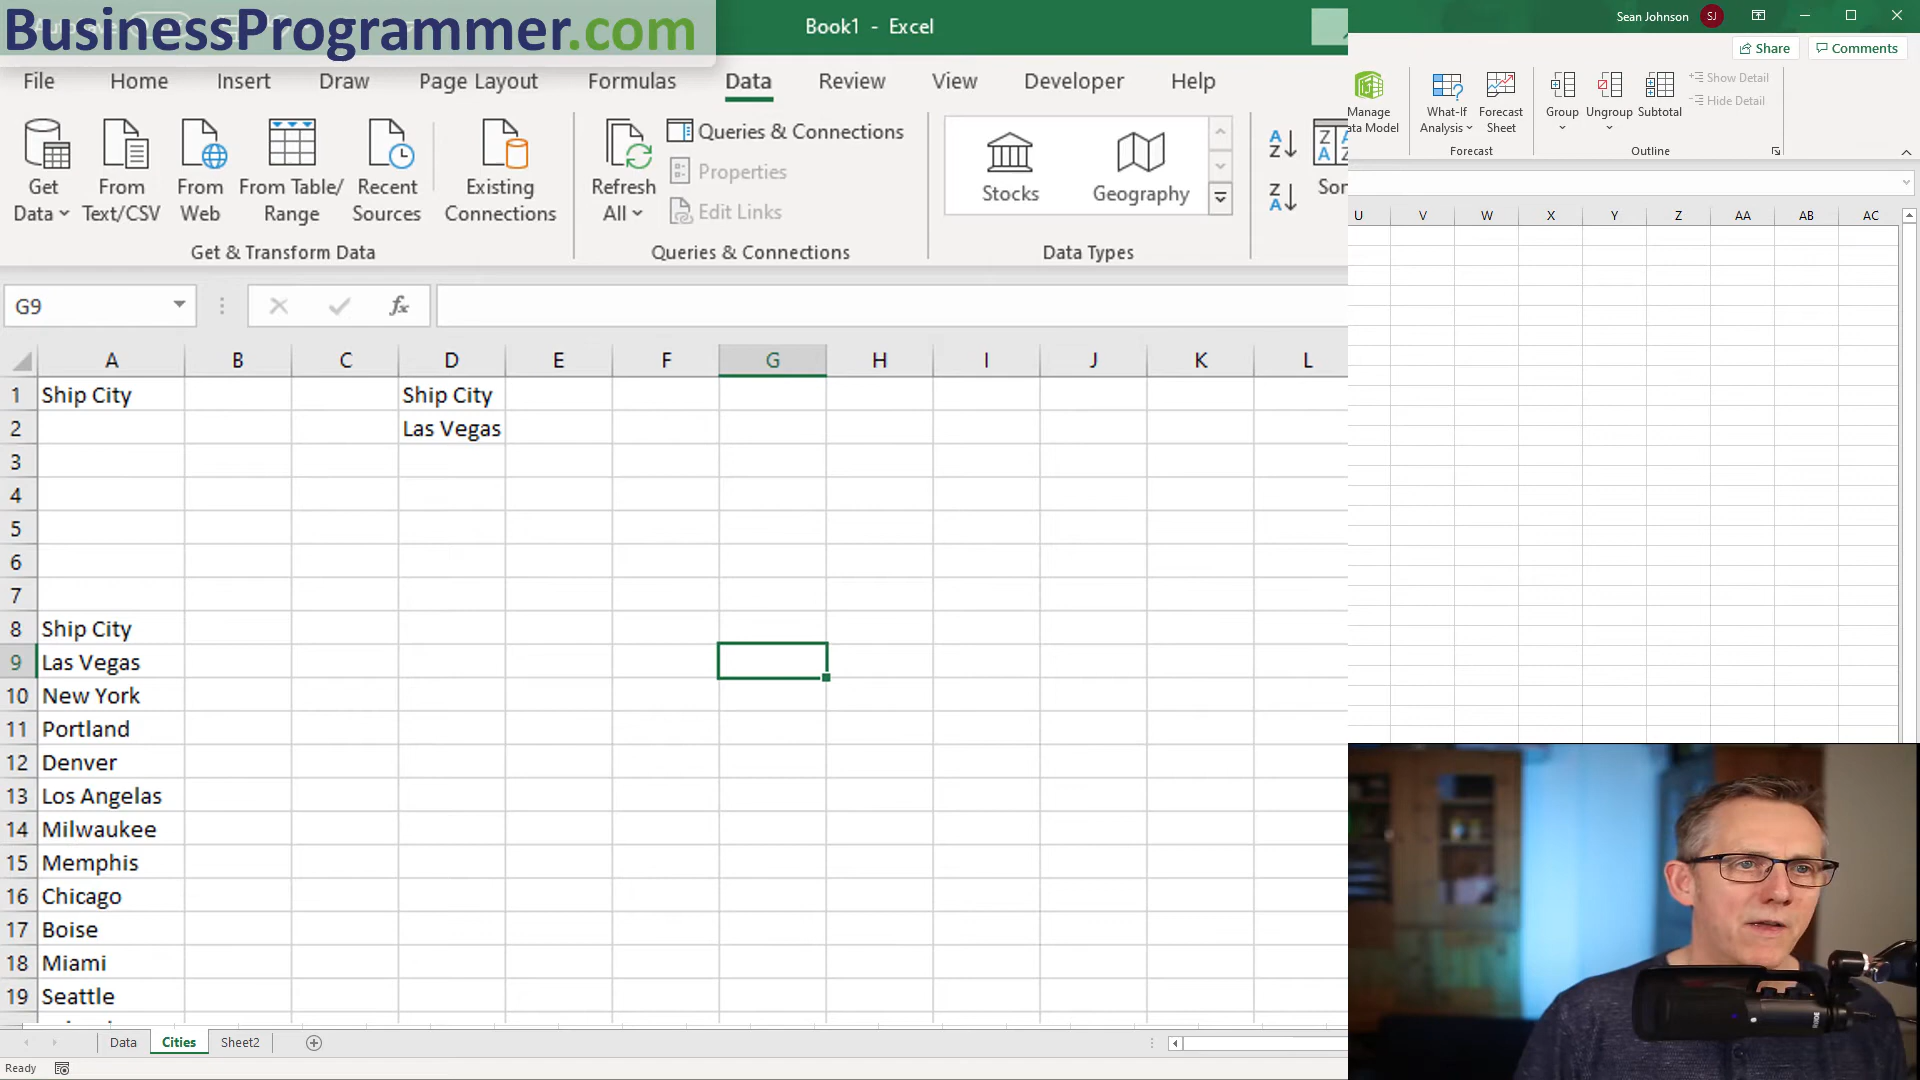 BusinessProgrammer.com
Book1 - Excel
Sean Johnson SJ
File Home Insert Draw Page Layout Formulas Data Review View Developer Help
Share Comments
Get Data
From Text/CSV
From Web
From Table/Range
Recent Sources
Existing Connections
Get & Transform Data
Refresh All
Queries & Connections
Properties
Edit Links
Queries & Connections
Stocks
Geography
Data Types
A Z
Z A
Manage
What-If Analysis
Forecast Sheet
Forecast
Group
Ungroup
Subtotal
Show Detail
Hide Detail
Outline
G9 fx
A B C D E F G H I J K L
U V W X Y Z AA AB AC
1 Ship City Ship City
2 Las Vegas
3
4
5
6
7
8 Ship City
9 Las Vegas
10 New York
11 Portland
12 Denver
13 Los Angelas
14 Milwaukee
15 Memphis
16 Chicago
17 Boise
18 Miami
19 Seattle
Data Cities Sheet2
Ready